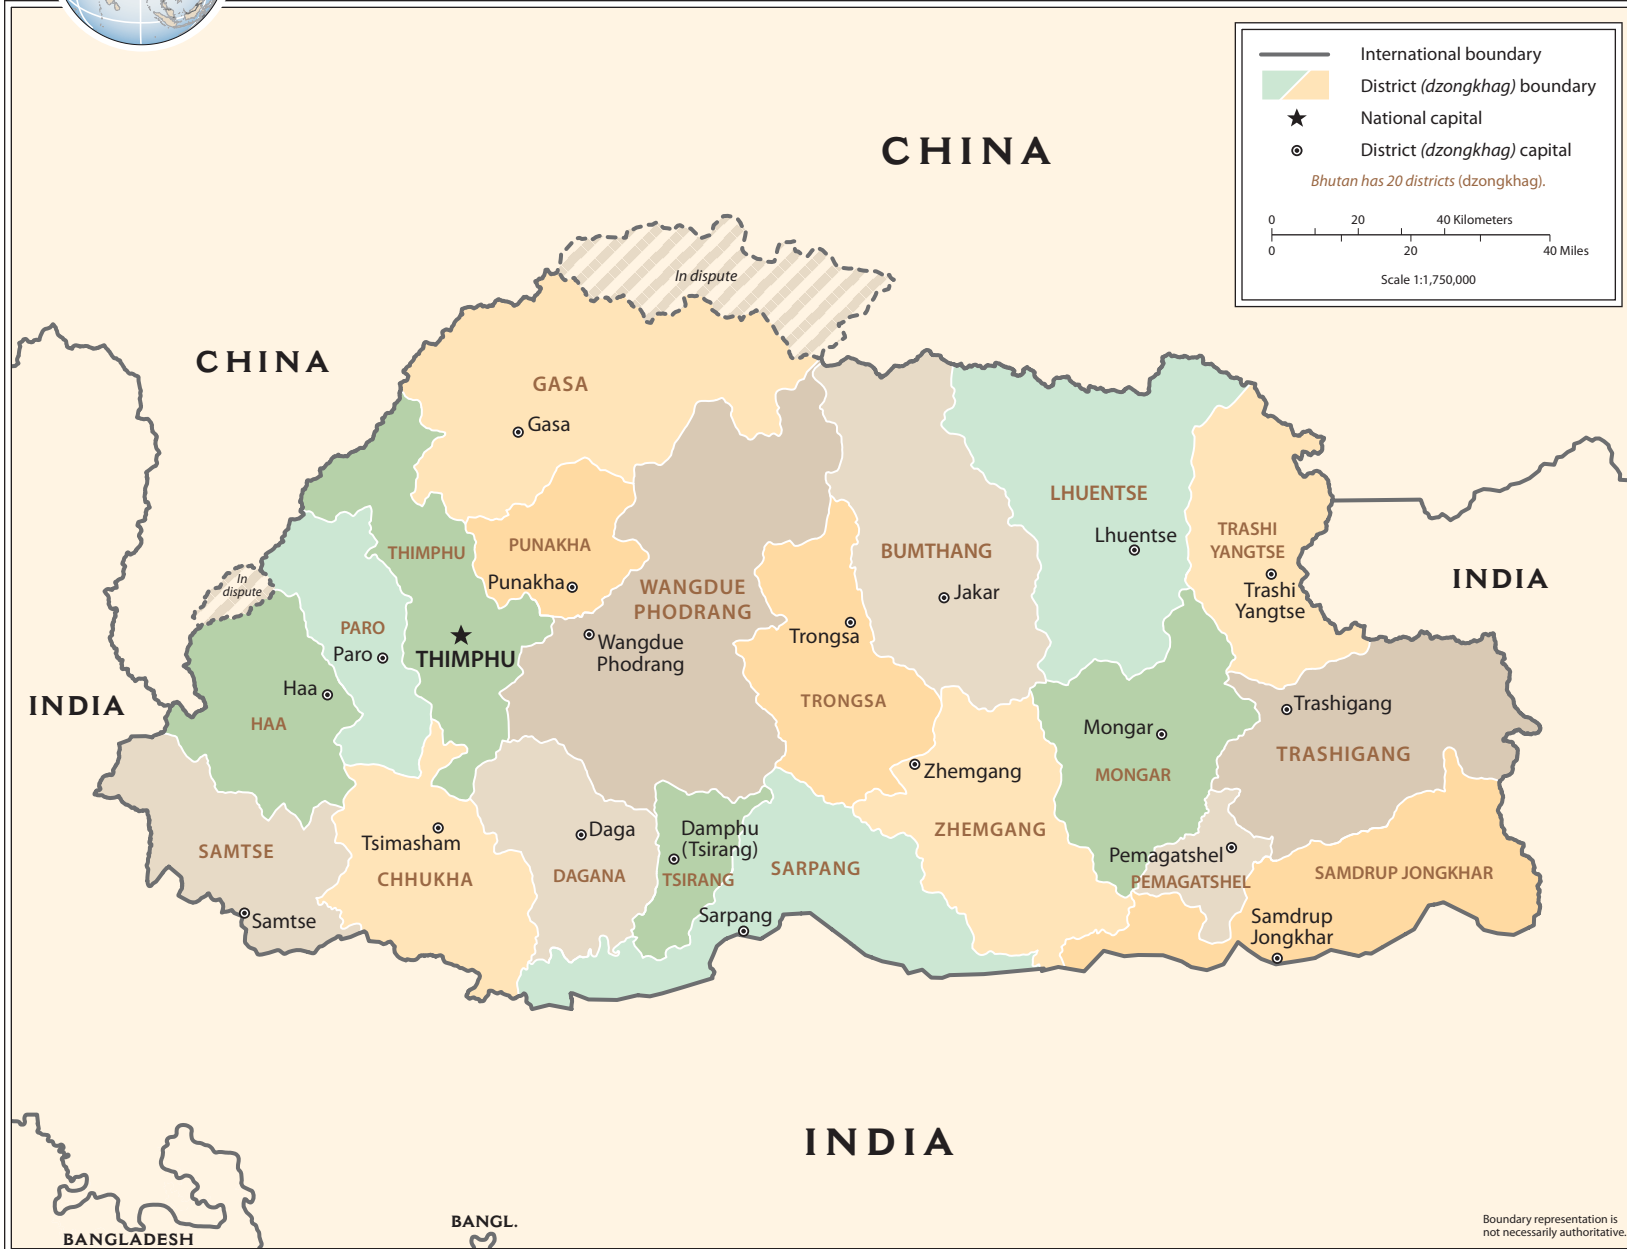 International boundary
District (dzongkhag) boundary
National capital
District (dzongkhag) capital
Bhutan has 20 districts (dzongkhag).
0 20 40 Kilometers
0 20 40 Miles
Scale 1:1,750,000
CHINA
In dispute
CHINA
GASA
Gasa
LHUENTSE
Lhuentse
TRASHI
YANGTSE
Trashi
Yangtse
THIMPHU
PUNAKHA
Punakha
BUMTHANG
Jakar
INDIA
In
dispute
WANGDUE
PHODRANG
Wangdue
Phodrang
PARO
Paro
THIMPHU
Trongsa
TRONGSA
Haa
HAA
INDIA
Trashigang
TRASHIGANG
Mongar
MONGAR
Zhemgang
ZHEMGANG
Tsimasham
CHHUKHA
SAMTSE
Samtse
Daga
DAGANA
Damphu
(Tsirang)
TSIRANG
SARPANG
Sarpang
Pemagatshel
PEMAGATSHEL
SAMDRUP JONGKHAR
Samdrup
Jongkhar
INDIA
BANGLADESH
BANGL.
Boundary representation is
not necessarily authoritative.